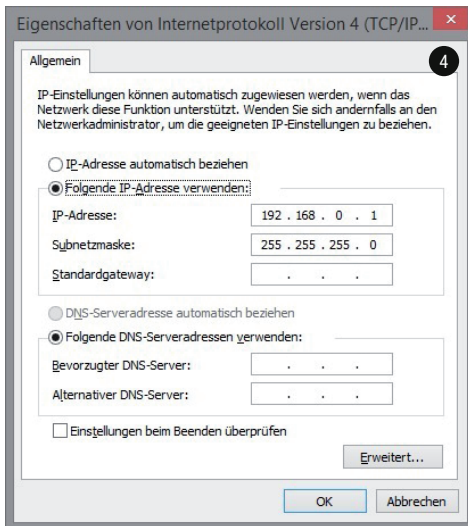 Eigenschaften von Internetprotokoll Version 4 (TCP/IP...
Allgemein
4
IP-Einstellungen können automatisch zugewiesen werden, wenn das
Netzwerk diese Funktion unterstützt. Wenden Sie sich andernfalls an den
Netzwerkadministrator, um die geeigneten IP-Einstellungen zu beziehen.
IP-Adresse automatisch beziehen
Folgende IP-Adresse verwenden:
IP-Adresse: 192 . 168 . 0 . 1
Subnetzmaske: 255 . 255 . 255 . 0
Standardgateway: . . .
DNS-Serveradresse automatisch beziehen
Folgende DNS-Serveradressen verwenden:
Bevorzugter DNS-Server: . . .
Alternativer DNS-Server: . . .
Einstellungen beim Beenden überprüfen
Erweitert...
OK Abbrechen